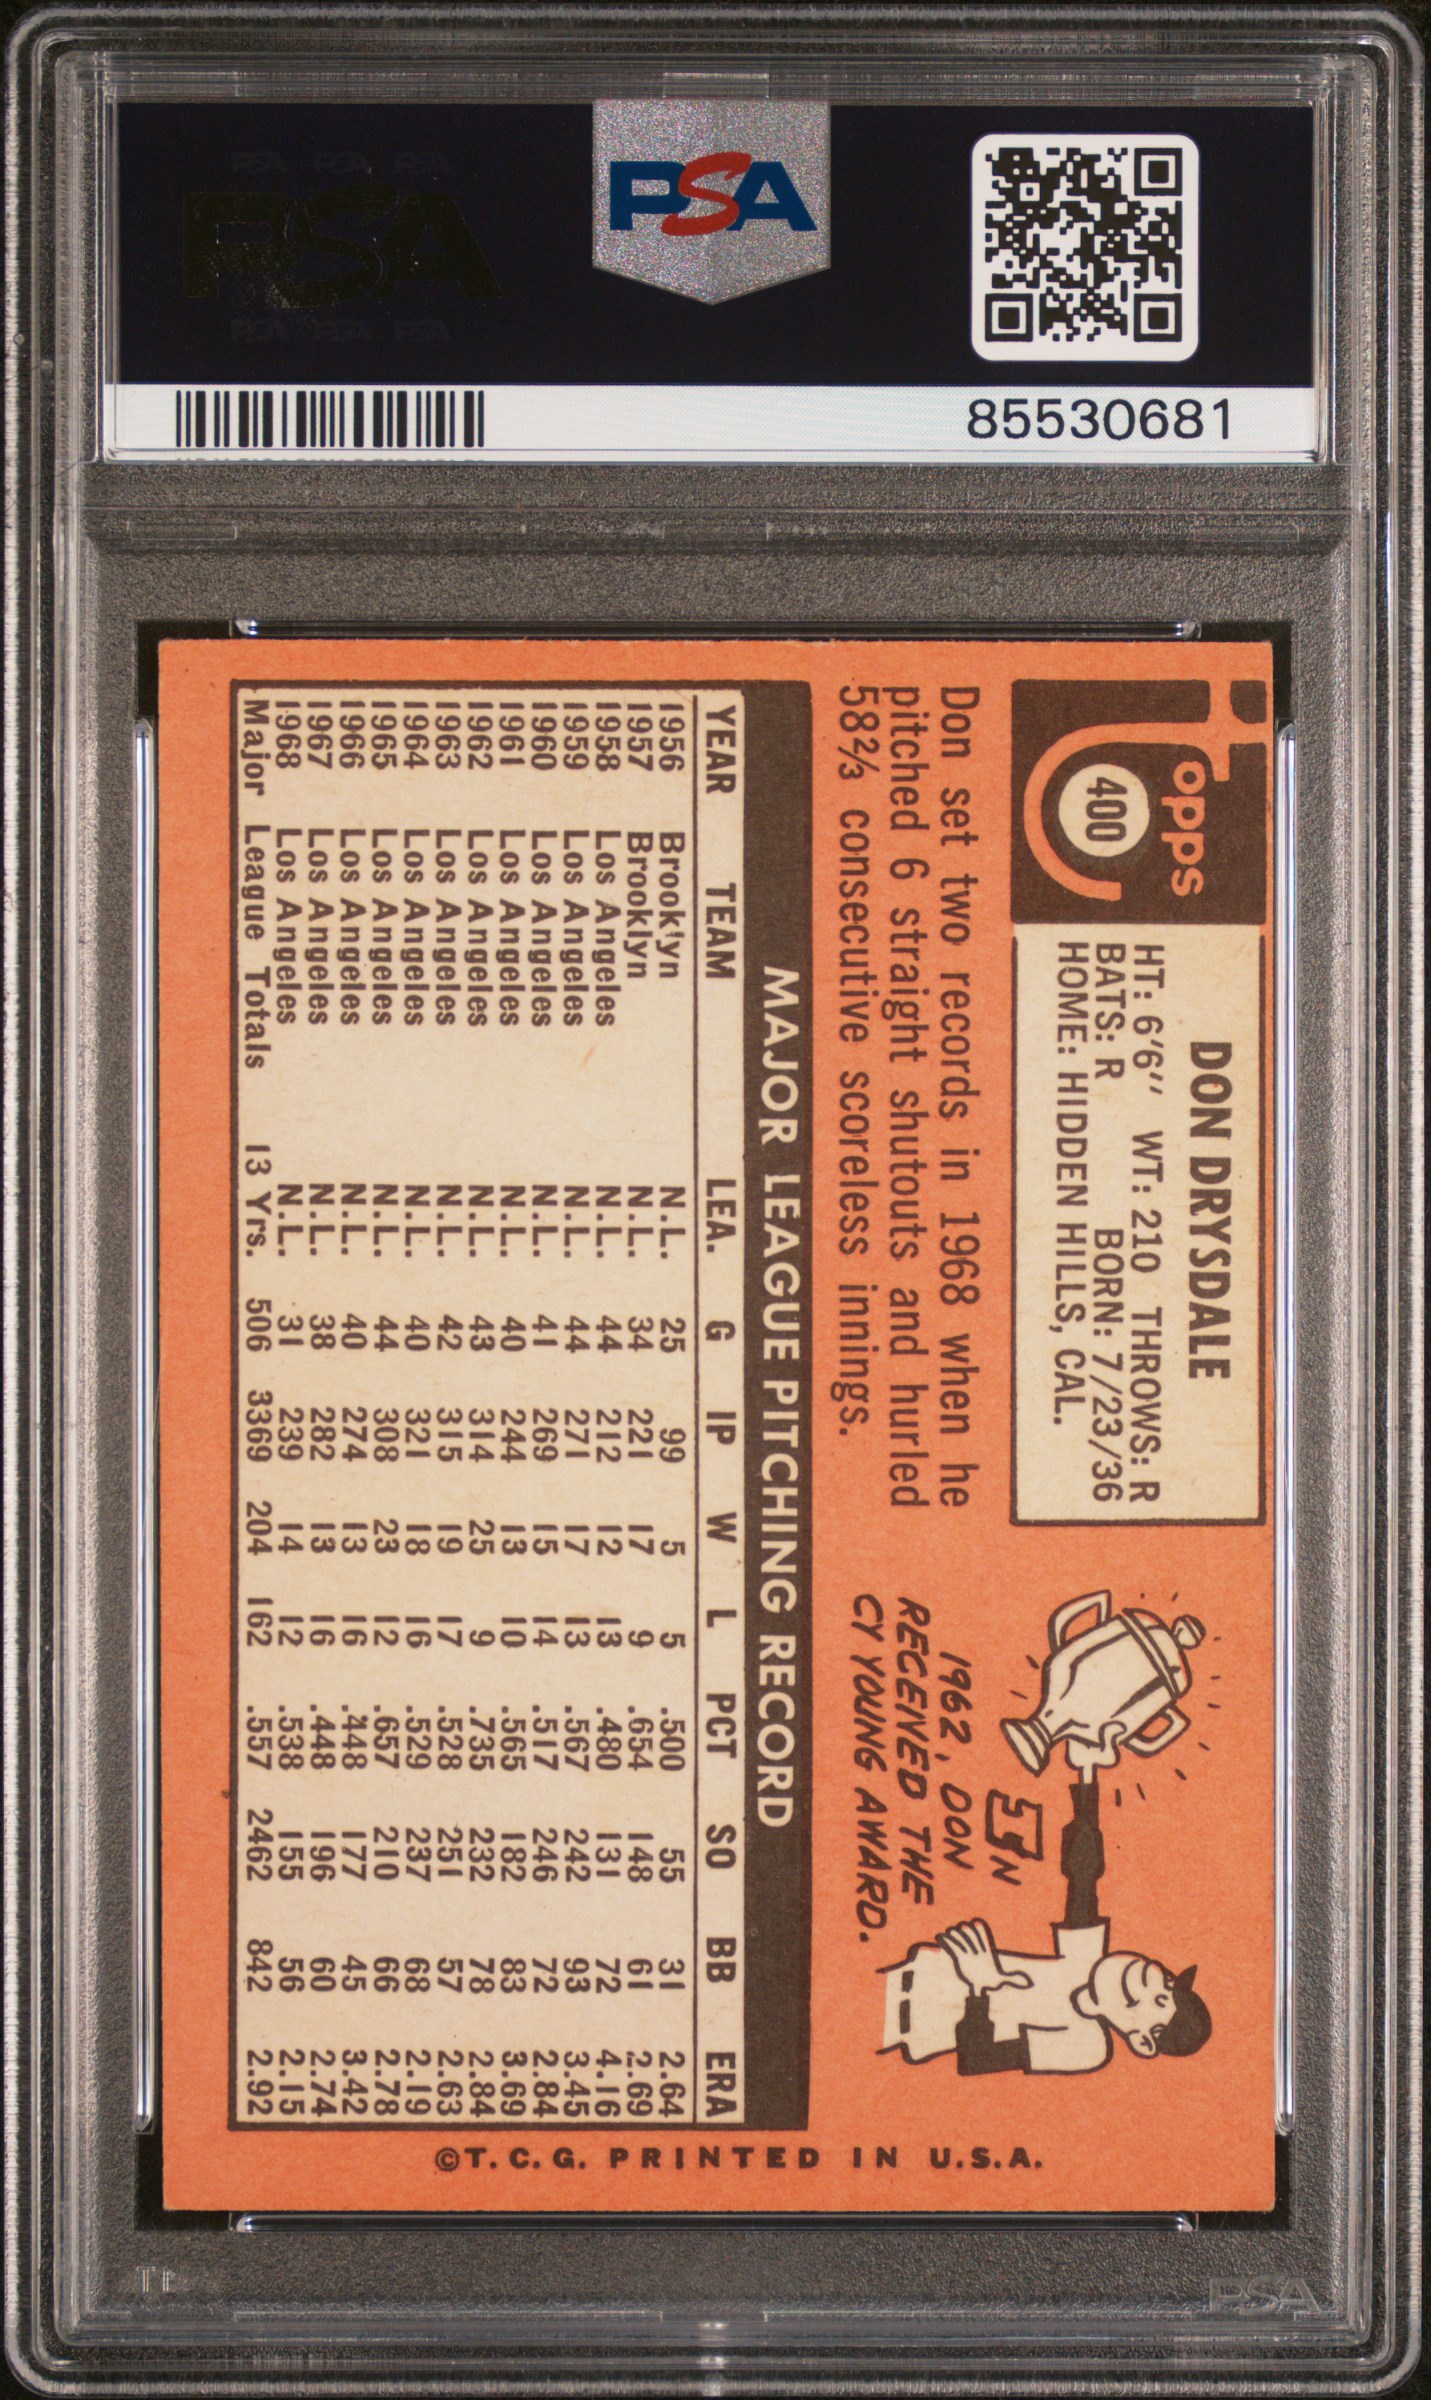 PSA
PSA PSA PSA
PSA
PSA PSA PSA
85530681
Topps
400
DON DRYSDALE
HT: 6'6" WT: 210 THROWS: R
BATS: R BORN: 7/23/36
HOME: HIDDEN HILLS, CAL.
Don set two records in 1968 when he
pitched 6 straight shutouts and hurled
58⅔ consecutive scoreless innings.
IN
1962, DON
RECEIVED THE
CY YOUNG AWARD.
MAJOR LEAGUE PITCHING RECORD
YEAR TEAM LEA. G IP W L PCT SO BB ERA
1956 Brooklyn N.L. 25 99 5 5 .500 55 31 2.64
1957 Brooklyn N.L. 34 221 17 9 .654 148 61 2.69
1958 Los Angeles N.L. 44 212 12 13 .480 131 72 4.16
1959 Los Angeles N.L. 44 271 17 13 .567 242 93 3.45
1960 Los Angeles N.L. 41 269 15 14 .517 246 72 2.84
1961 Los Angeles N.L. 40 244 13 10 .565 182 83 3.69
1962 Los Angeles N.L. 43 314 25 9 .735 232 78 2.84
1963 Los Angeles N.L. 42 315 19 17 .528 251 57 2.63
1964 Los Angeles N.L. 40 321 18 16 .529 237 68 2.19
1965 Los Angeles N.L. 44 308 23 12 .657 210 66 2.78
1966 Los Angeles N.L. 40 274 13 16 .448 177 45 3.42
1967 Los Angeles N.L. 38 282 13 16 .448 196 60 2.74
1968 Los Angeles N.L. 31 239 14 12 .538 155 56 2.15
Major League Totals 13 Yrs. 506 3369 204 162 .557 2462 842 2.92
©T.C.G. PRINTED IN U.S.A.
PSA